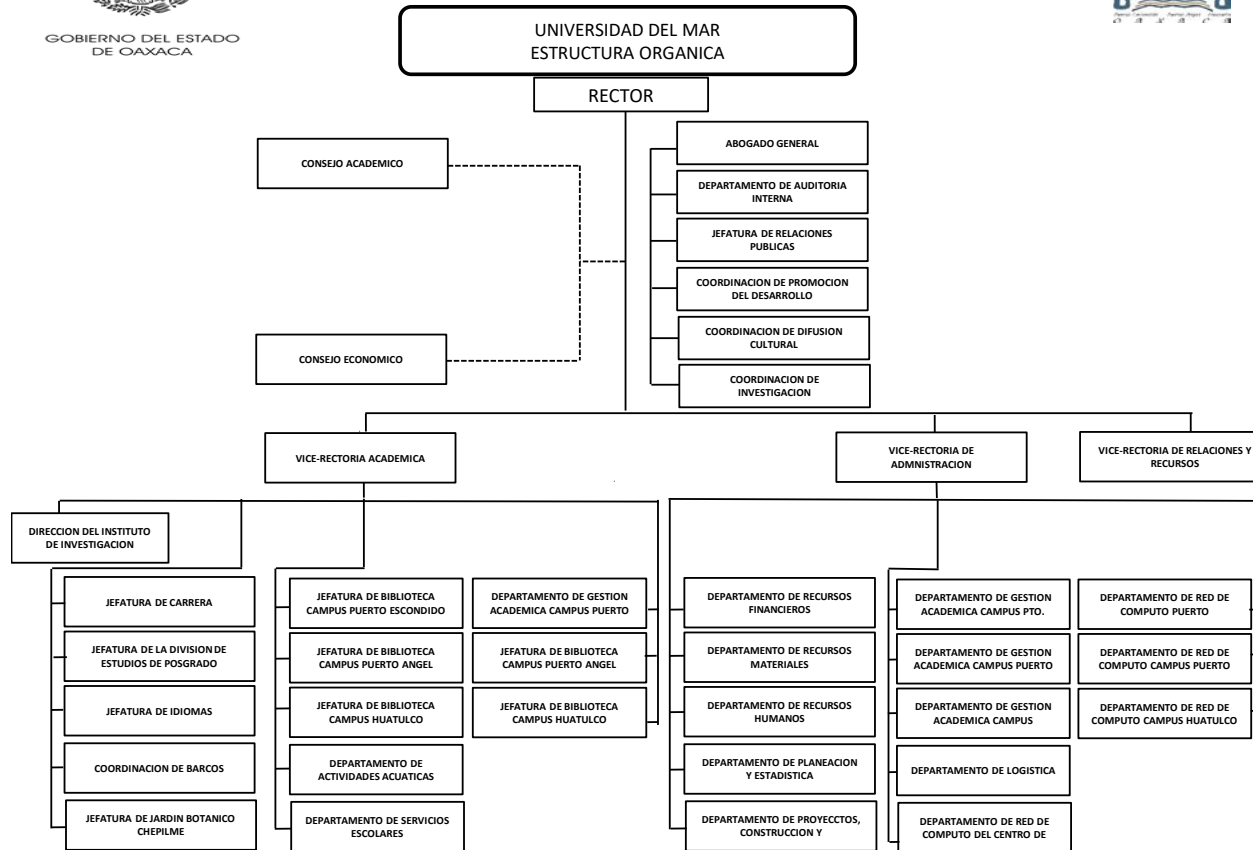 GOBIERNO DEL ESTADO
DE OAXACA
UNIVERSIDAD DEL MAR
ESTRUCTURA ORGANICA
RECTOR
CONSEJO ACADEMICO
CONSEJO ECONOMICO
ABOGADO GENERAL
DEPARTAMENTO DE AUDITORIA
INTERNA
JEFATURA DE RELACIONES
PUBLICAS
COORDINACION DE PROMOCION
DEL DESARROLLO
COORDINACION DE DIFUSION
CULTURAL
COORDINACION DE
INVESTIGACION
VICE-RECTORIA ACADEMICA
VICE-RECTORIA DE
ADMNISTRACION
VICE-RECTORIA DE RELACIONES Y
RECURSOS
DIRECCION DEL INSTITUTO
DE INVESTIGACION
JEFATURA DE CARRERA
JEFATURA DE LA DIVISION DE
ESTUDIOS DE POSGRADO
JEFATURA DE IDIOMAS
COORDINACION DE BARCOS
JEFATURA DE JARDIN BOTANICO
CHEPILME
JEFATURA DE BIBLIOTECA
CAMPUS PUERTO ESCONDIDO
JEFATURA DE BIBLIOTECA
CAMPUS PUERTO ANGEL
JEFATURA DE BIBLIOTECA
CAMPUS HUATULCO
DEPARTAMENTO DE
ACTIVIDADES ACUATICAS
DEPARTAMENTO DE SERVICIOS
ESCOLARES
DEPARTAMENTO DE GESTION
ACADEMICA CAMPUS PUERTO
JEFATURA DE BIBLIOTECA
CAMPUS PUERTO ANGEL
JEFATURA DE BIBLIOTECA
CAMPUS HUATULCO
DEPARTAMENTO DE RECURSOS
FINANCIEROS
DEPARTAMENTO DE RECURSOS
MATERIALES
DEPARTAMENTO DE RECURSOS
HUMANOS
DEPARTAMENTO DE PLANEACION
Y ESTADISTICA
DEPARTAMENTO DE PROYECCTOS,
CONSTRUCCION Y
DEPARTAMENTO DE GESTION
ACADEMICA CAMPUS PTO.
DEPARTAMENTO DE GESTION
ACADEMICA CAMPUS PUERTO
DEPARTAMENTO DE GESTION
ACADEMICA CAMPUS
DEPARTAMENTO DE LOGISTICA
DEPARTAMENTO DE RED DE
COMPUTO DEL CENTRO DE
DEPARTAMENTO DE RED DE
COMPUTO PUERTO
DEPARTAMENTO DE RED DE
COMPUTO CAMPUS PUERTO
DEPARTAMENTO DE RED DE
COMPUTO CAMPUS HUATULCO